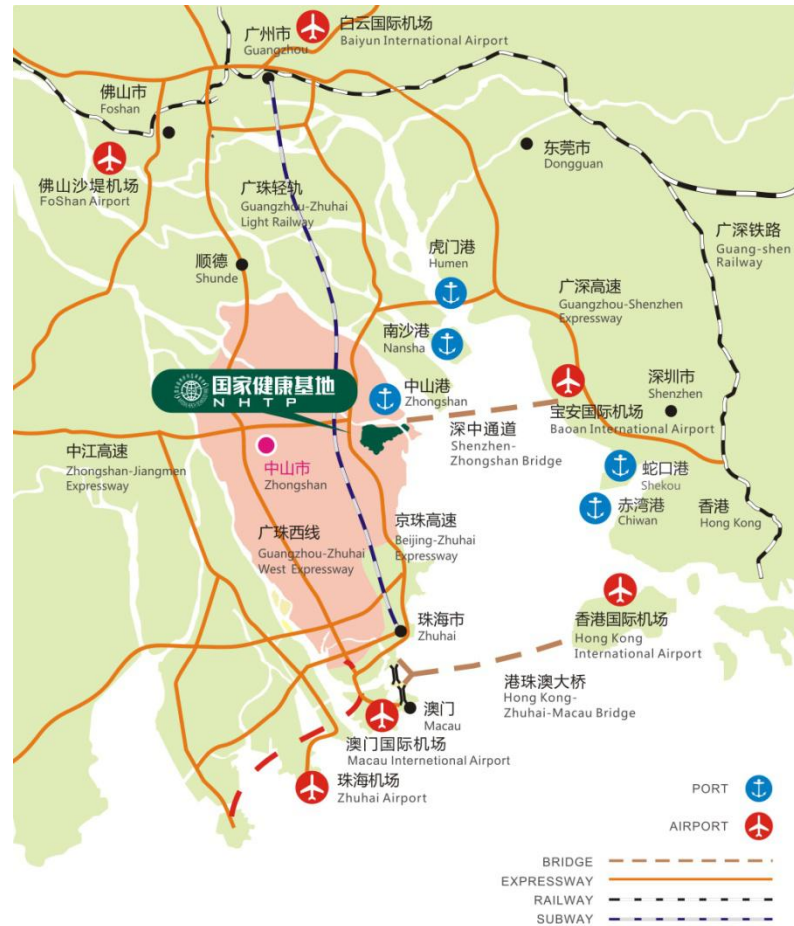 广州市
Guangzhou
白云国际机场
Baiyun International Airport
佛山市
Foshan
东莞市
Dongguan
佛山沙堤机场
FoShan Airport
广珠轻轨
Guangzhou-Zhuhai
Light Railway
广深铁路
Guang-shen
Railway
虎门港
Humen
顺德
Shunde
广深高速
Guangzhou-Shenzhen
Expressway
南沙港
Nansha
国家健康基地
NHTP
中山港
Zhongshan
深圳市
Shenzhen
宝安国际机场
Baoan International Airport
深中通道
Shenzhen-
Zhongshan Bridge
中江高速
Zhongshan-Jiangmen
Expressway
中山市
Zhongshan
蛇口港
Shekou
赤湾港
Chiwan
香港
Hong Kong
京珠高速
Beijing-Zhuhai
Expressway
广珠西线
Guangzhou-Zhuhai
West Expressway
珠海市
Zhuhai
香港国际机场
Hong Kong
International Airport
港珠澳大桥
Hong Kong-
Zhuhai-Macau Bridge
澳门
Macau
澳门国际机场
Macau Internetional Airport
珠海机场
Zhuhai Airport
PORT
AIRPORT
BRIDGE
EXPRESSWAY
RAILWAY
SUBWAY